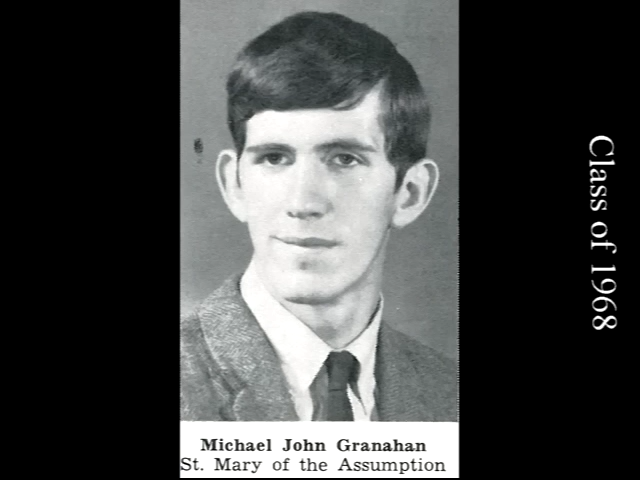 Michael John Granahan
St. Mary of the Assumption
Class of 1968